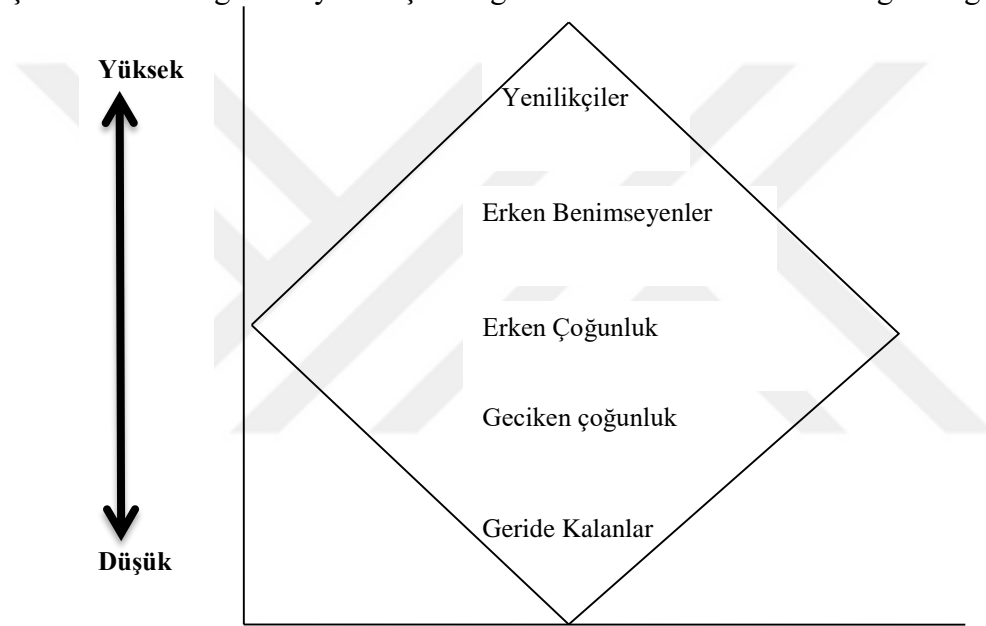 Yüksek
Yenilikçiler
Erken Benimseyenler
Erken Çoğunluk
Geciken çoğunluk
Geride Kalanlar
Düşük